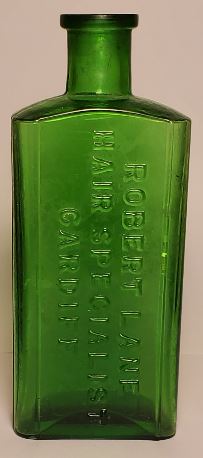 ROBERT LANE
HAIR SPECIALIST
CARDIFF